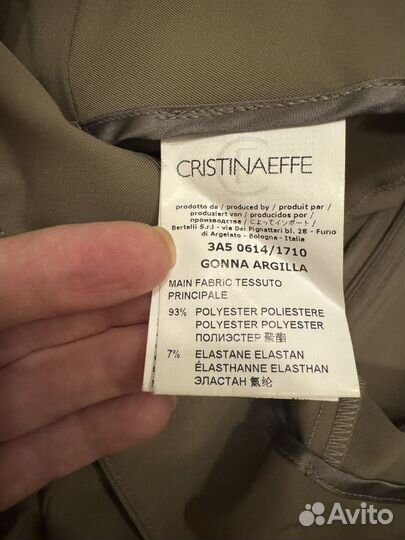 CRISTINAEFFE
prodotto da / produced by / produit par /
produziert von / producidos por /
производства / によってインポート /
Bertelli S.r.l - via Dei Pignattari bl. 28 - Funo
di Argelato - Bologna - Italia
3A5 0614/1710
GONNA ARGILLA
MAIN FABRIC TESSUTO
PRINCIPALE
93% POLYESTER POLIESTERE
POLYESTER POLYESTER
ПОЛИЭСТЕР 聚酯
7% ELASTANE ELASTAN
ÉLASTHANNE ELASTHAN
ЭЛАСТАН 氨纶
Avito